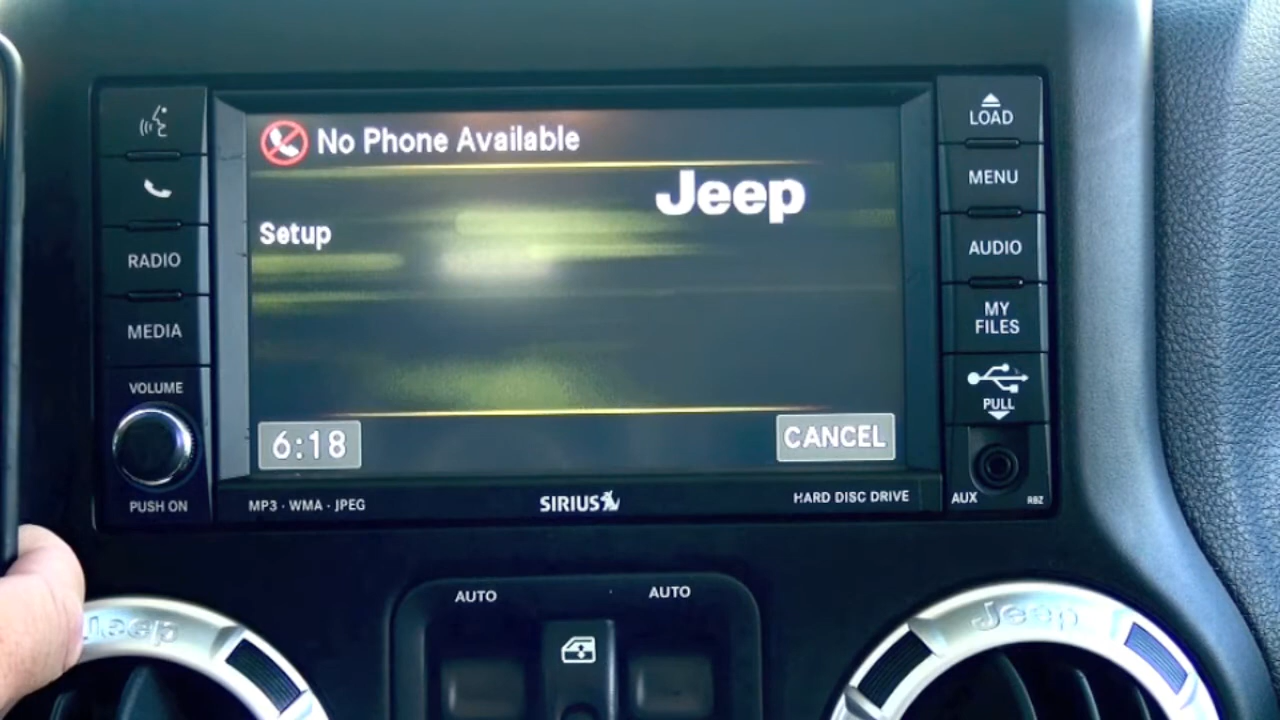 No Phone Available
Jeep
Setup
6:18
CANCEL
RADIO
MEDIA
VOLUME
PUSH ON
LOAD
MENU
AUDIO
MY
FILES
PULL
AUX
RBZ
MP3 · WMA · JPEG
SIRIUS
HARD DISC DRIVE
AUTO
AUTO
Jeep
Jeep